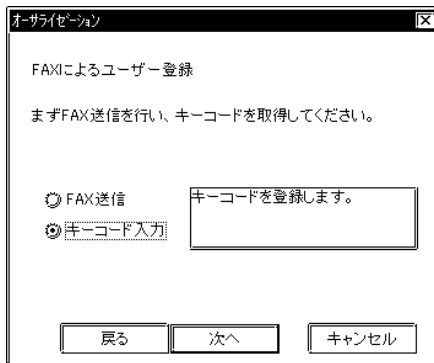 オーサライゼーション
FAXによるユーザー登録
まずFAX送信を行い、キーコードを取得してください。
FAX送信
キーコードを登録します。
キーコード入力
戻る
次へ
キャンセル